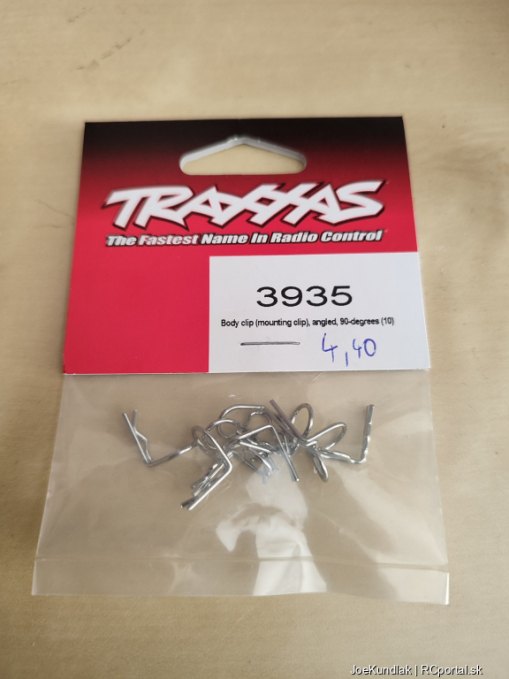 TRAXXAS
The Fastest Name In Radio Control
3935
Body clip (mounting clip), angled, 90-degrees (10)
4,40
JoeKundiak | RCportal.sk